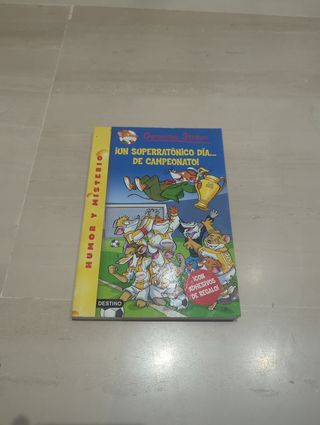 Geronimo Stilton
¡UN SUPERRATÓNICO DÍA...
DE CAMPEONATO!
HUMOR Y MISTERIO
¡CON
ADHESIVOS
DE REGALO!
DESTINO